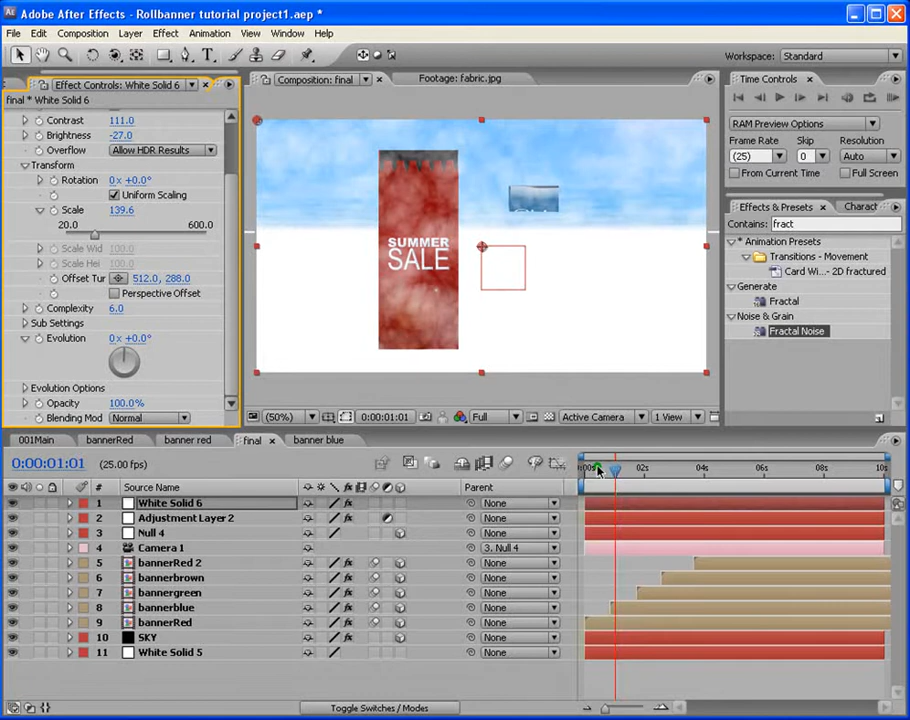 Adobe After Effects - Rollbanner tutorial project1.aep *
File Edit Composition Layer Effect Animation View Window Help
Workspace: Standard
Effect Controls: White Solid 6
final * White Solid 6
Contrast 111.0
Brightness -27.0
Overflow Allow HDR Results
Transform
Rotation 0x +0.0°
Uniform Scaling
Scale 139.6
20.0 600.0
Scale Wid 100.0
Scale Hei 100.0
Offset Tur 512.0, 288.0
Perspective Offset
Complexity 6.0
Sub Settings
Evolution 0x +0.0°
Evolution Options
Opacity 100.0%
Blending Mod Normal
Composition: final Footage: fabric.jpg
SUMMER
SALE
(50%) 0:00:01:01 Full Active Camera 1 View
Time Controls
RAM Preview Options
Frame Rate Skip Resolution
(25) 0 Auto
From Current Time Full Screen
Effects & Presets Charact
Contains: fract
* Animation Presets
Transitions - Movement
Card Wi... - 2D fractured
Generate
Fractal
Noise & Grain
Fractal Noise
001Main bannerRed banner red final banner blue
0:00:01:01 (25.00 fps)
02s 04s 06s 08s 10s
# Source Name Parent
1 White Solid 6 None
2 Adjustment Layer 2 None
3 Null 4 None
4 Camera 1 3. Null 4
5 bannerRed 2 None
6 bannerbrown None
7 bannergreen None
8 bannerblue None
9 bannerRed None
10 SKY None
11 White Solid 5 None
Toggle Switches / Modes